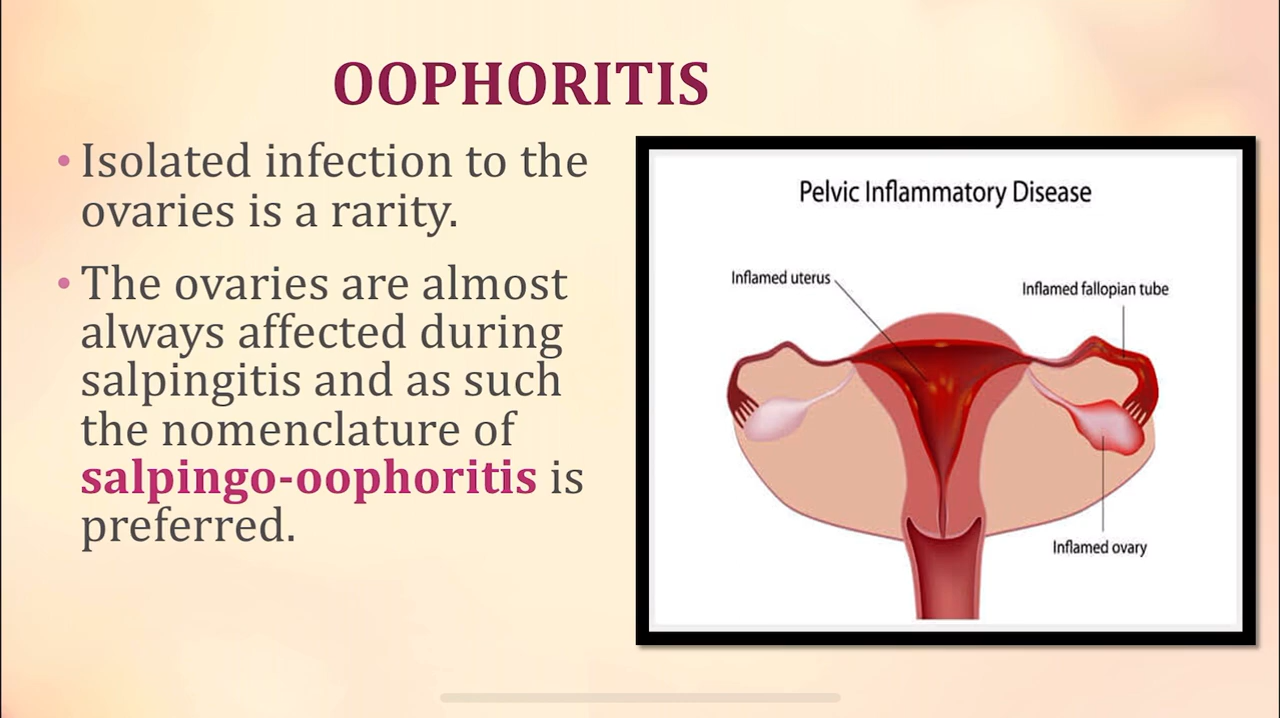 OOPHORITIS
• Isolated infection to the
ovaries is a rarity.
• The ovaries are almost
always affected during
salpingitis and as such
the nomenclature of
salpingo-oophoritis is
preferred.
Pelvic Inflammatory Disease
Inflamed uterus
Inflamed fallopian tube
Inflamed ovary